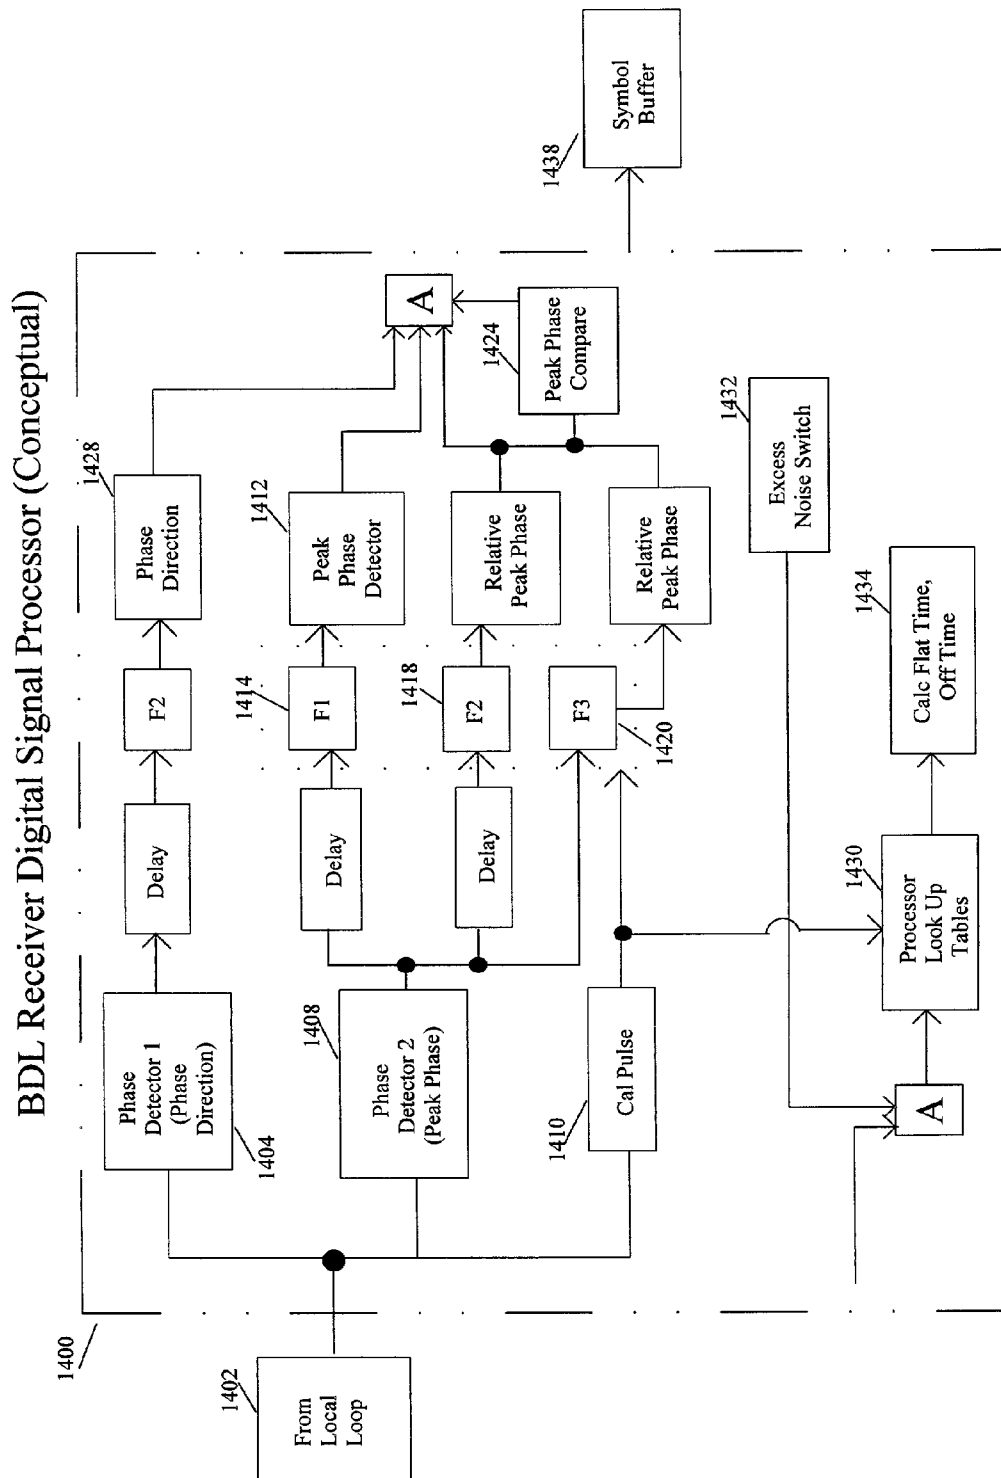 BDL Receiver Digital Signal Processor (Conceptual)
1400
1402
From
Local
Loop
Phase
Detector 1
(Phase
Direction)
1404
Delay
F2
Phase
Direction
1428
Phase
Detector 2
(Peak Phase)
1408
Delay
F1
1414
Peak
Phase
Detector
1412
Delay
F2
1418
Relative
Peak Phase
F3
1420
Relative
Peak Phase
Peak Phase
Compare
1424
A
Cal Pulse
1410
Excess
Noise Switch
1432
A
Processor
Look Up
Tables
1430
Calc Flat Time,
Off Time
1434
Symbol
Buffer
1438